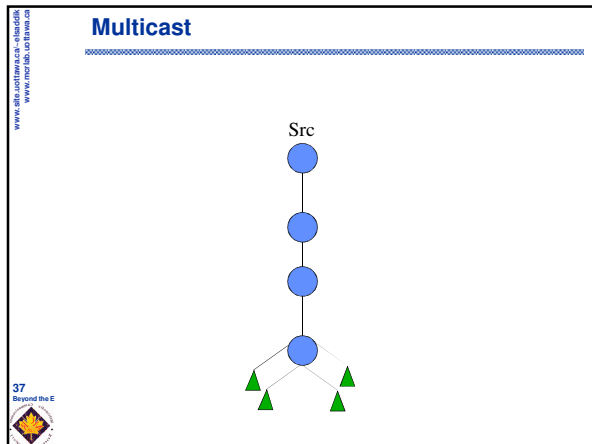 www.site.uottawa.ca/~elsaddik
www.mcrlab.uottawa.ca
Multicast
Src
37
Beyond the E